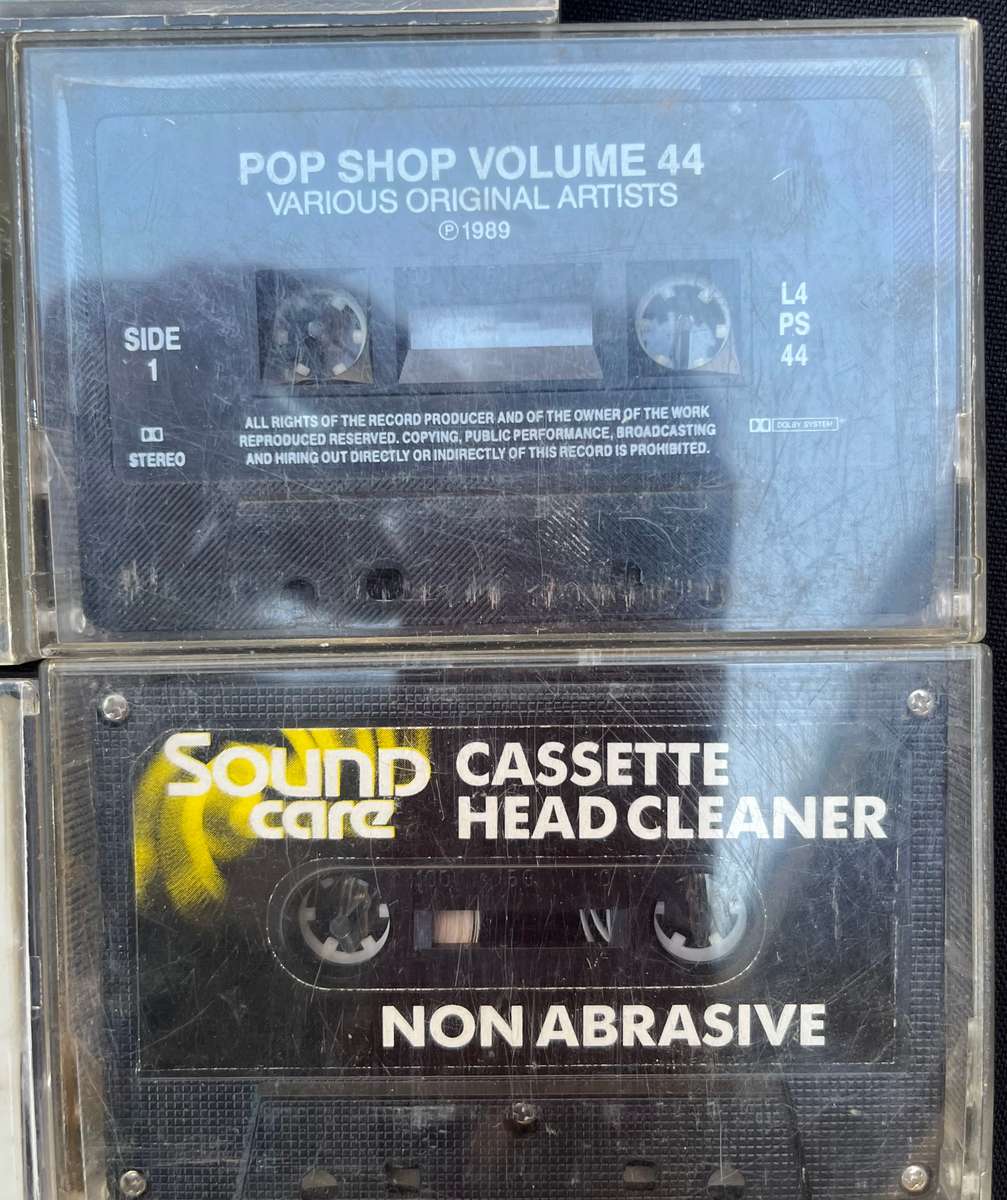 POP SHOP VOLUME 44
VARIOUS ORIGINAL ARTISTS
℗ 1989
SIDE
1
L4
PS
44
STEREO
ALL RIGHTS OF THE RECORD PRODUCER AND OF THE OWNER OF THE WORK
REPRODUCED RESERVED. COPYING, PUBLIC PERFORMANCE, BROADCASTING
AND HIRING OUT DIRECTLY OR INDIRECTLY OF THIS RECORD IS PROHIBITED.
DOLBY SYSTEM
SOUND
care
CASSETTE
HEAD CLEANER
NON ABRASIVE